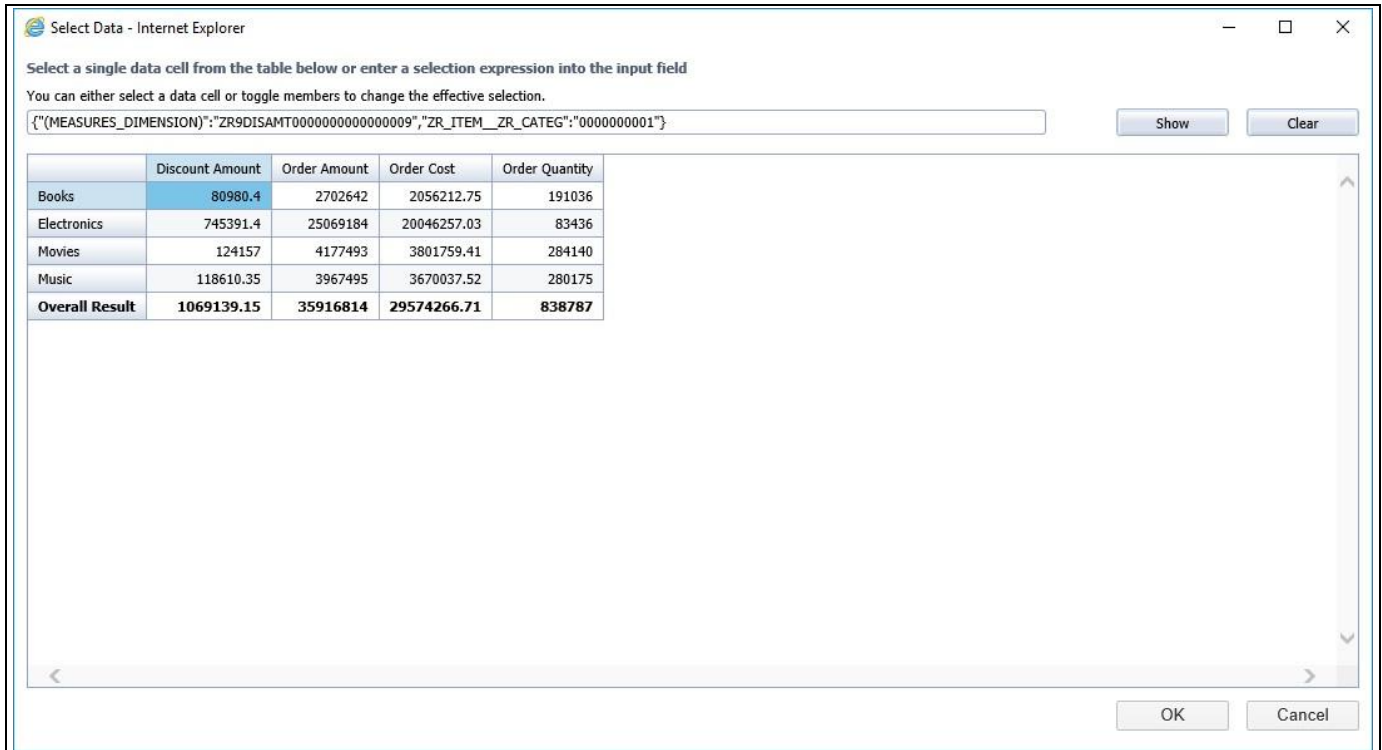 Select Data - Internet Explorer
Select a single data cell from the table below or enter a selection expression into the input field
You can either select a data cell or toggle members to change the effective selection.
{"(MEASURES_DIMENSION)":"ZR9DISAMT0000000000000009","ZR_ITEM__ZR_CATEG":"0000000001"} Show Clear
Discount Amount Order Amount Order Cost Order Quantity
Books 80980.4 2702642 2056212.75 191036
Electronics 745391.4 25069184 20046257.03 83436
Movies 124157 4177493 3801759.41 284140
Music 118610.35 3967495 3670037.52 280175
Overall Result 1069139.15 35916814 29574266.71 838787
OK Cancel